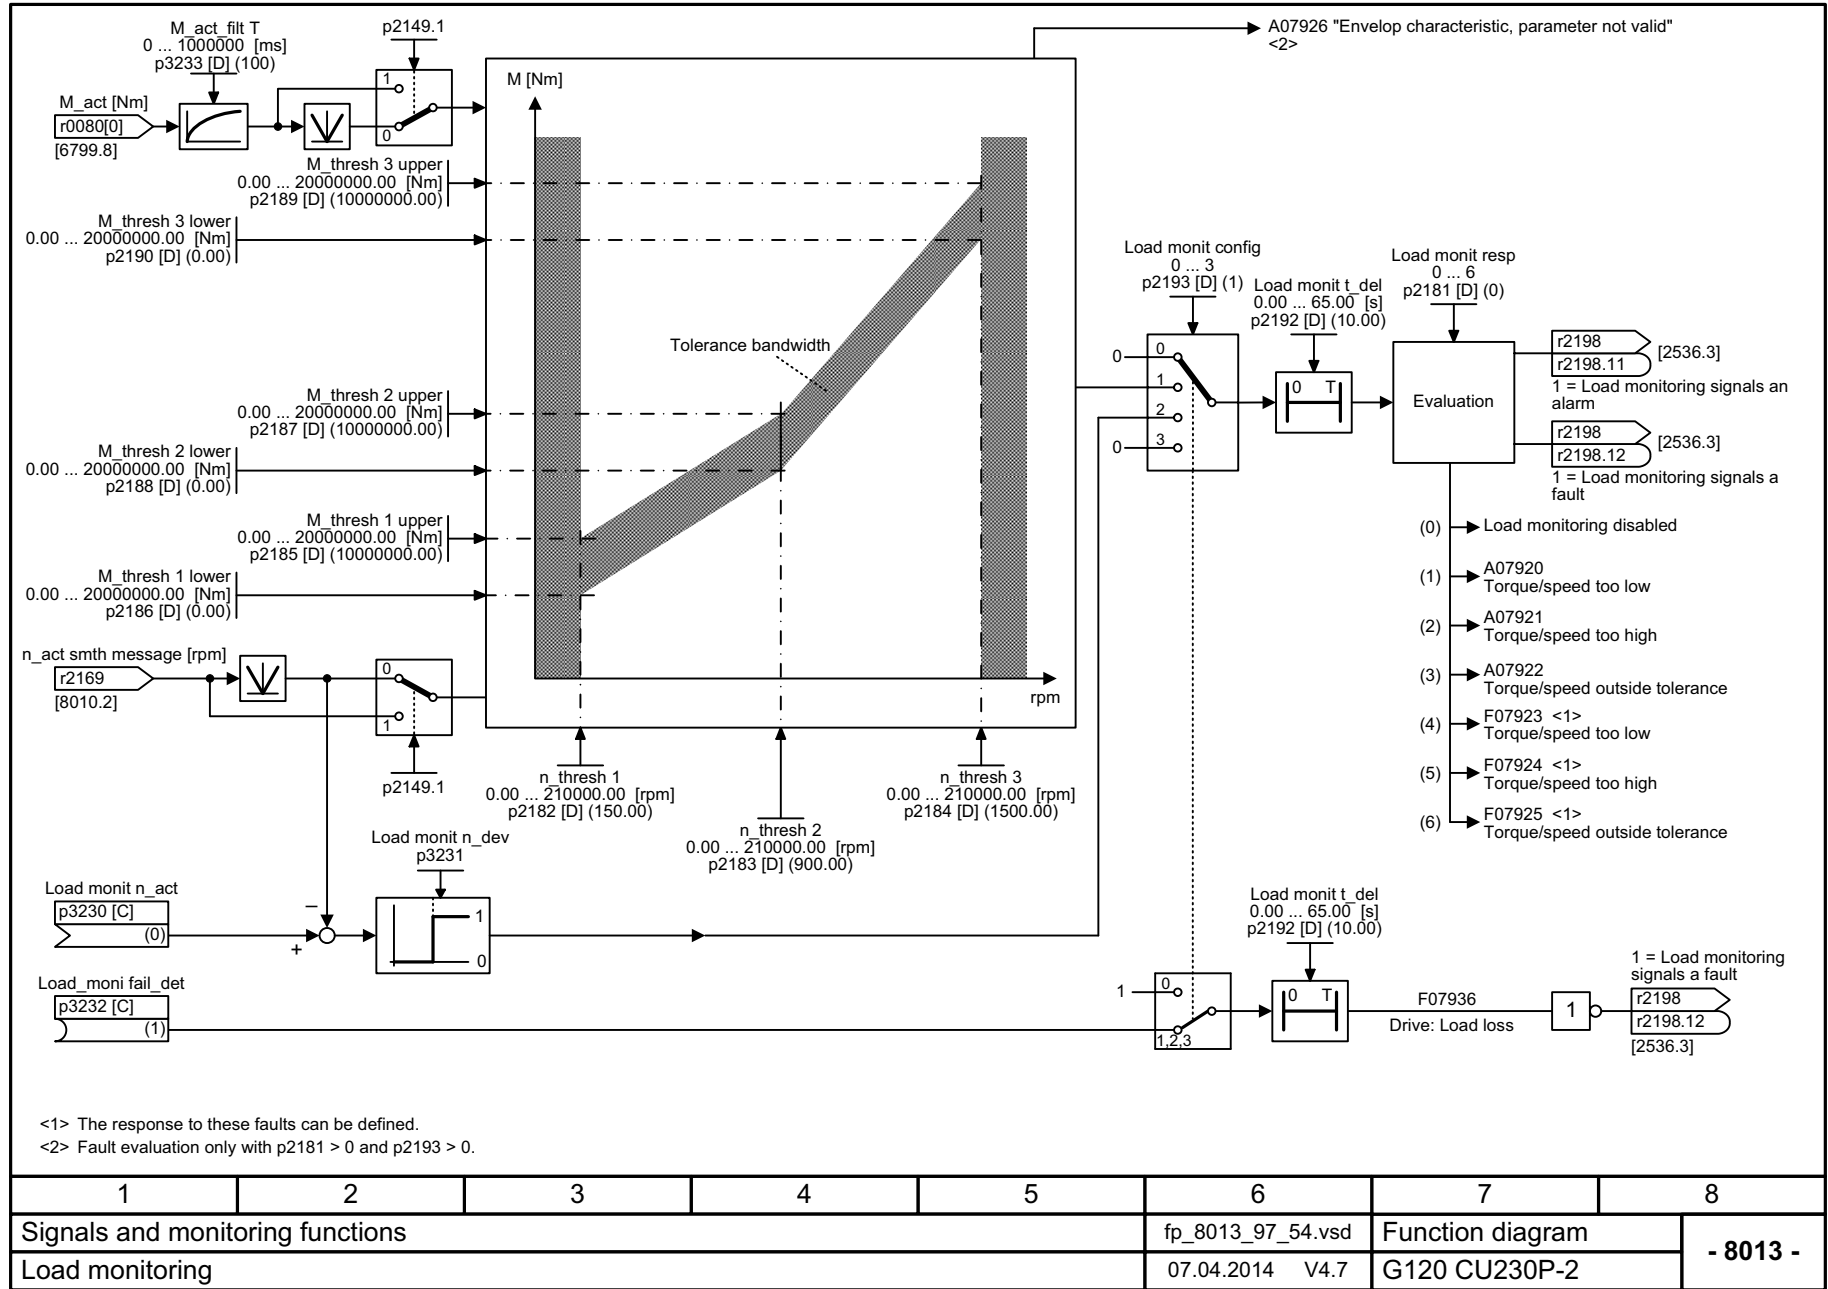 M_act_filt T
0 ... 1000000 [ms]
p3233 [D] (100)
p2149.1
A07926 "Envelop characteristic, parameter not valid"
<2>
M_act [Nm]
r0080[0]
[6799.8]
1
0
M [Nm]
M_thresh 3 upper
0.00 ... 20000000.00 [Nm]
p2189 [D] (10000000.00)
M_thresh 3 lower
0.00 ... 20000000.00 [Nm]
p2190 [D] (0.00)
Tolerance bandwidth
M_thresh 2 upper
0.00 ... 20000000.00 [Nm]
p2187 [D] (10000000.00)
M_thresh 2 lower
0.00 ... 20000000.00 [Nm]
p2188 [D] (0.00)
M_thresh 1 upper
0.00 ... 20000000.00 [Nm]
p2185 [D] (10000000.00)
M_thresh 1 lower
0.00 ... 20000000.00 [Nm]
p2186 [D] (0.00)
n_act smth message [rpm]
r2169
[8010.2]
0
1
p2149.1
rpm
n_thresh 1
0.00 ... 210000.00 [rpm]
p2182 [D] (150.00)
n_thresh 2
0.00 ... 210000.00 [rpm]
p2183 [D] (900.00)
n_thresh 3
0.00 ... 210000.00 [rpm]
p2184 [D] (1500.00)
Load monit config
0 ... 3
p2193 [D] (1)
0
0
1
2
0
3
Load monit t_del
0.00 ... 65.00 [s]
p2192 [D] (10.00)
0 T
Load monit resp
0 ... 6
p2181 [D] (0)
Evaluation
r2198
r2198.11
[2536.3]
1 = Load monitoring signals an
alarm
r2198
r2198.12
[2536.3]
1 = Load monitoring signals a
fault
(0) Load monitoring disabled
(1) A07920
Torque/speed too low
(2) A07921
Torque/speed too high
(3) A07922
Torque/speed outside tolerance
(4) F07923 <1>
Torque/speed too low
(5) F07924 <1>
Torque/speed too high
(6) F07925 <1>
Torque/speed outside tolerance
Load monit n_dev
p3231
1
0
Load monit n_act
p3230 [C]
(0)
–
+
Load_moni fail_det
p3232 [C]
(1)
1
0
1,2,3
Load monit t_del
0.00 ... 65.00 [s]
p2192 [D] (10.00)
0 T
F07936
Drive: Load loss
1
1 = Load monitoring
signals a fault
r2198
r2198.12
[2536.3]
<1> The response to these faults can be defined.
<2> Fault evaluation only with p2181 > 0 and p2193 > 0.
1 2 3 4 5 6 7 8
Signals and monitoring functions
fp_8013_97_54.vsd
Function diagram
- 8013 -
Load monitoring
07.04.2014 V4.7
G120 CU230P-2